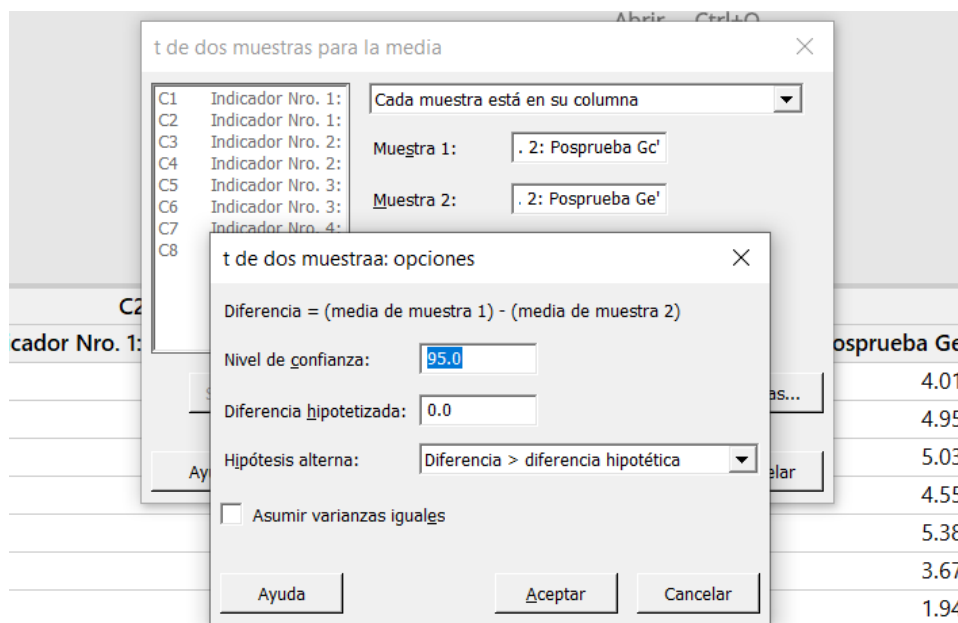 Abrir Ctrl+O
t de dos muestras para la media
C1 Indicador Nro. 1:
C2 Indicador Nro. 1:
C3 Indicador Nro. 2:
C4 Indicador Nro. 2:
C5 Indicador Nro. 3:
C6 Indicador Nro. 3:
C7 Indicador Nro. 4:
C8
Cada muestra está en su columna
Muestra 1: . 2: Posprueba Gc'
Muestra 2: . 2: Posprueba Ge'
t de dos muestraa: opciones
Diferencia = (media de muestra 1) - (media de muestra 2)
Nivel de confianza: 95.0
Diferencia hipotetizada: 0.0
Hipótesis alterna: Diferencia > diferencia hipotética
Asumir varianzas iguales
Ayuda Aceptar Cancelar
as...
Ay
elar
C2
icador Nro. 1:
osprueba Ge
4.01
4.95
5.03
4.55
5.38
3.67
1.94